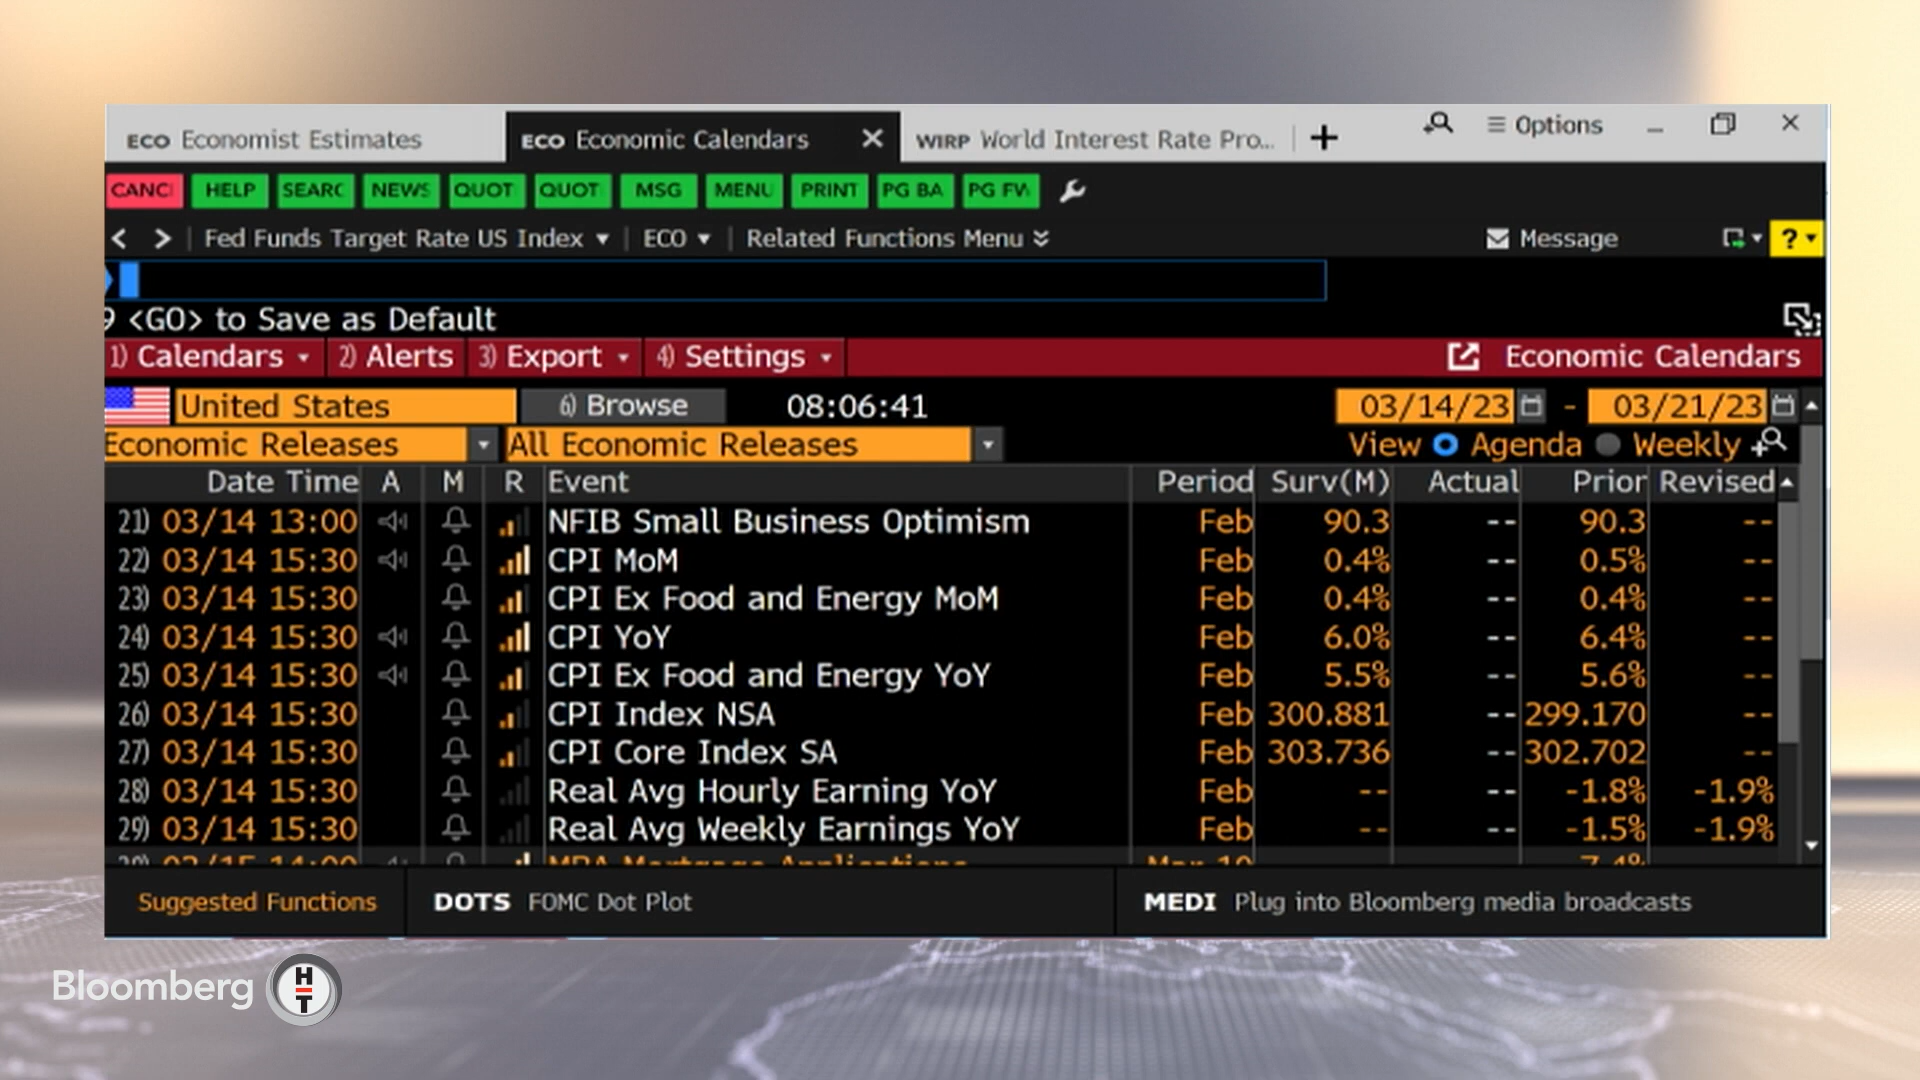 ECO Economist Estimates ECO Economic Calendars × WIRP World Interest Rate Pro... + Options
CANC HELP SEARC NEWS QUOT QUOT MSG MENU PRINT PG BA PG FW
< > Fed Funds Target Rate US Index ECO Related Functions Menu Message ?
<GO> to Save as Default
1) Calendars 2) Alerts 3) Export 4) Settings Economic Calendars
United States 6) Browse 08:06:41 03/14/23 - 03/21/23
Economic Releases All Economic Releases View Agenda Weekly
Date Time A M R Event Period Surv(M) Actual Prior Revised
21) 03/14 13:00 NFIB Small Business Optimism Feb 90.3 -- 90.3 --
22) 03/14 15:30 CPI MoM Feb 0.4% -- 0.5% --
23) 03/14 15:30 CPI Ex Food and Energy MoM Feb 0.4% -- 0.4% --
24) 03/14 15:30 CPI YoY Feb 6.0% -- 6.4% --
25) 03/14 15:30 CPI Ex Food and Energy YoY Feb 5.5% -- 5.6% --
26) 03/14 15:30 CPI Index NSA Feb 300.881 -- 299.170 --
27) 03/14 15:30 CPI Core Index SA Feb 303.736 -- 302.702 --
28) 03/14 15:30 Real Avg Hourly Earning YoY Feb -- -- -1.8% -1.9%
29) 03/14 15:30 Real Avg Weekly Earnings YoY Feb -- -- -1.5% -1.9%
MBA Mortgage Applications
Suggested Functions DOTS FOMC Dot Plot MEDI Plug into Bloomberg media broadcasts
Bloomberg HT